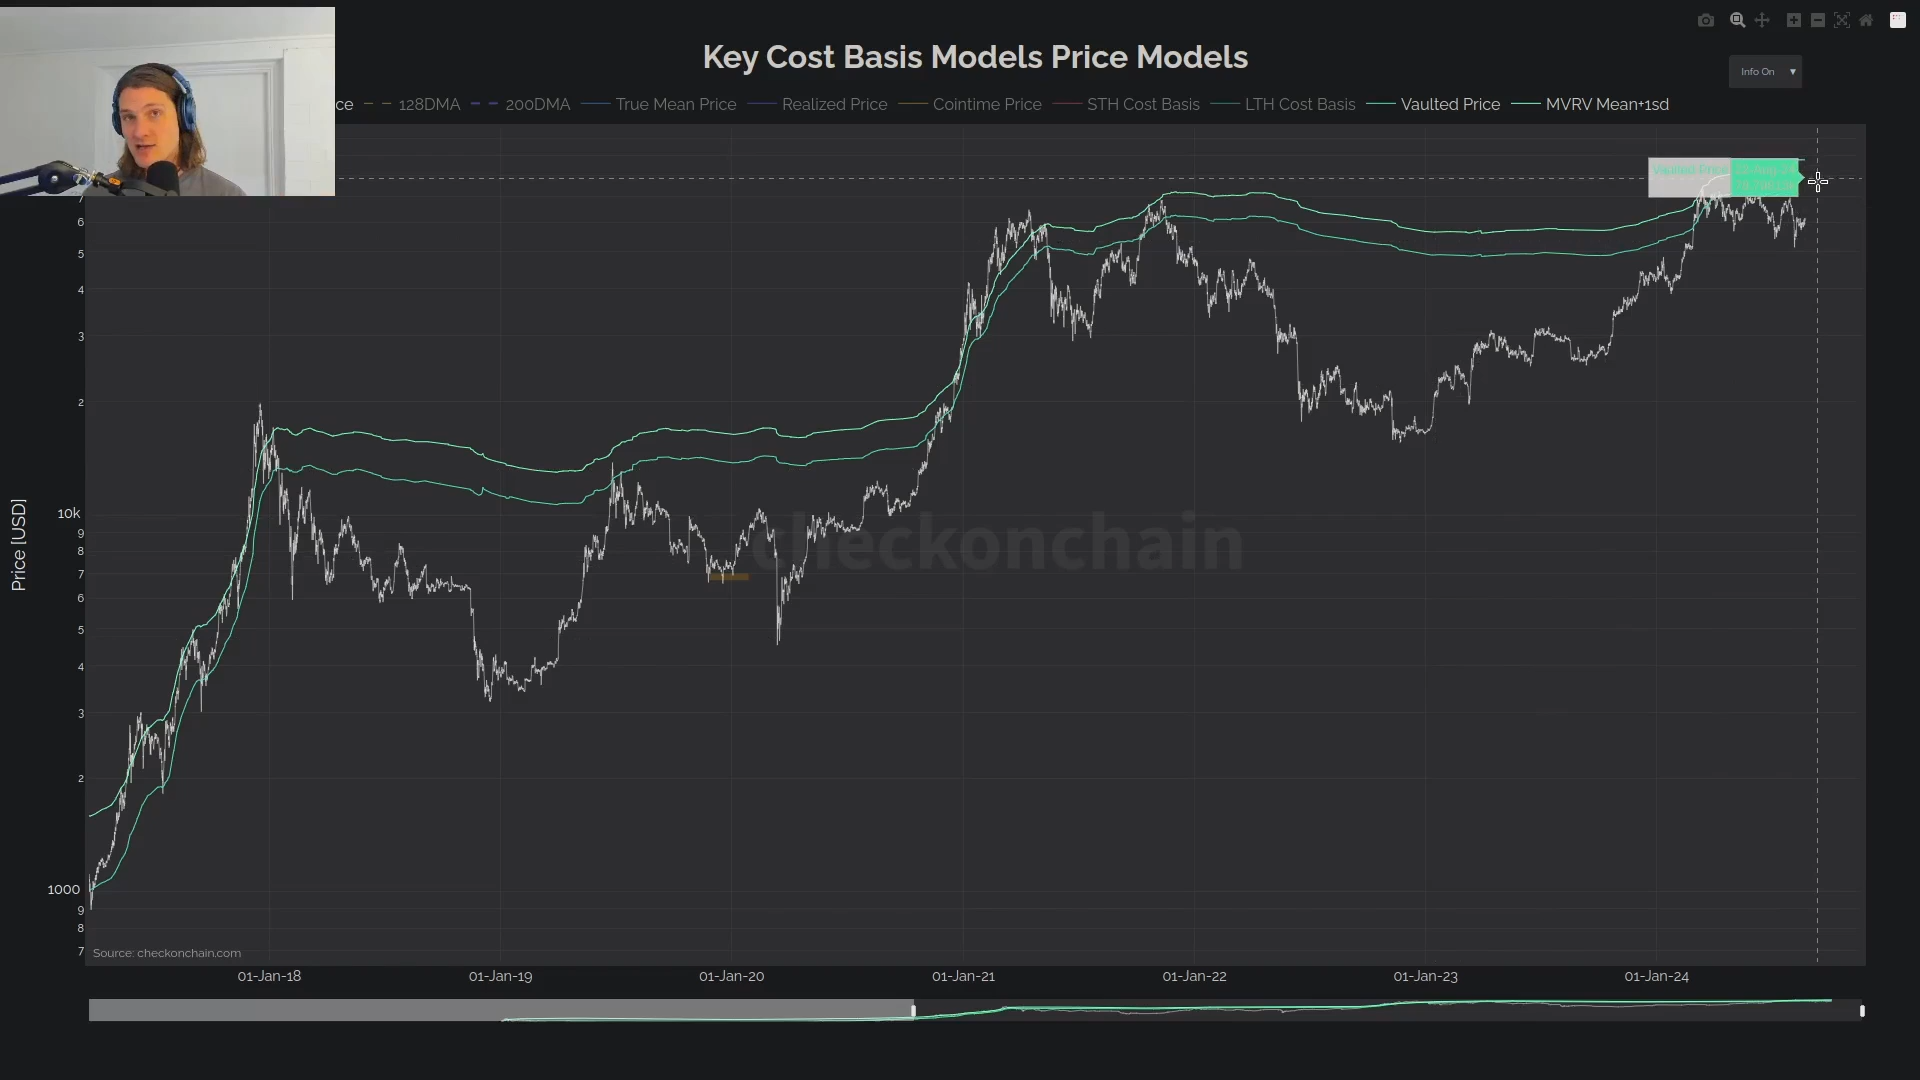 Key Cost Basis Models Price Models
Info On ▼
ce
128DMA
200DMA
True Mean Price
Realized Price
Cointime Price
STH Cost Basis
LTH Cost Basis
Vaulted Price
MVRV Mean+1sd
Vaulted Price
Price [USD]
7
6
5
4
3
2
10k
9
8
7
6
5
4
3
2
1000
9
8
7
checkonchain
Source: checkonchain.com
01-Jan-18
01-Jan-19
01-Jan-20
01-Jan-21
01-Jan-22
01-Jan-23
01-Jan-24